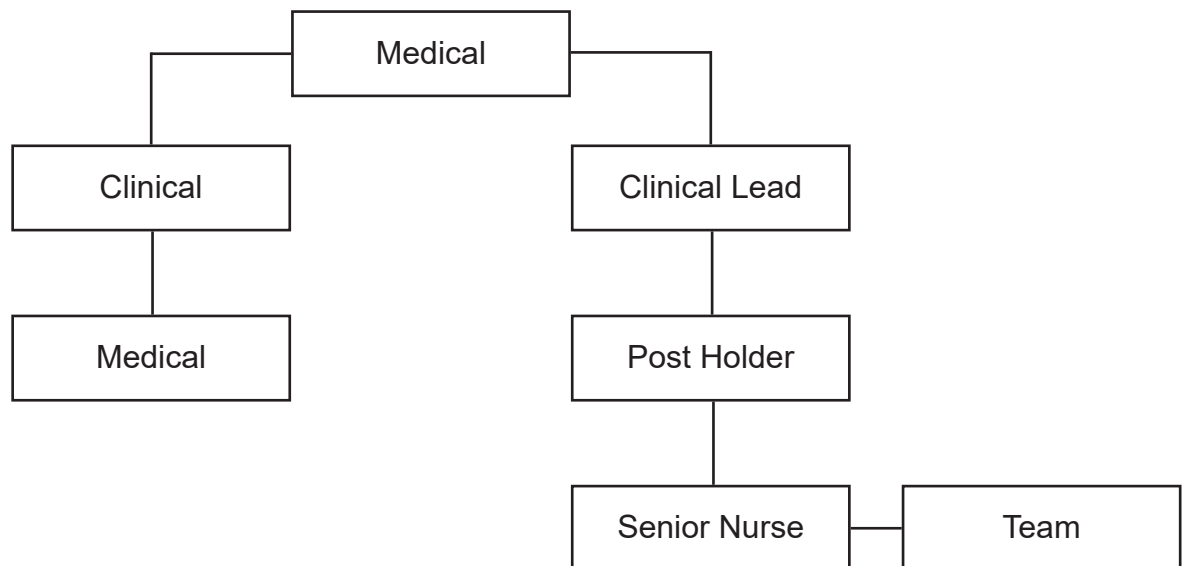 Medical
Clinical
Clinical Lead
Medical
Post Holder
Senior Nurse
Team